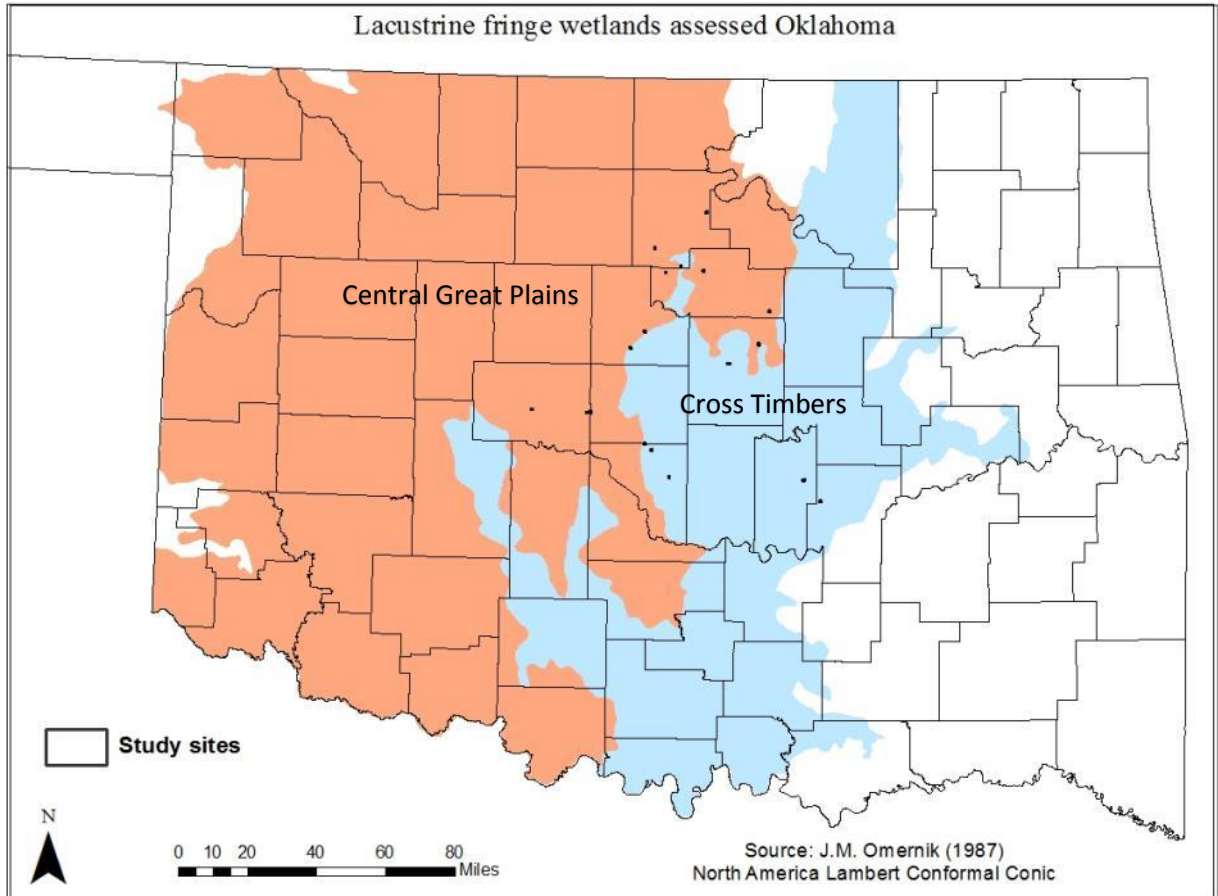 Lacustrine fringe wetlands assessed Oklahoma
Central Great Plains
Cross Timbers
Study sites
N
0 10 20 40 60 80
Miles
Source: J.M. Omernik (1987)
North America Lambert Conformal Conic